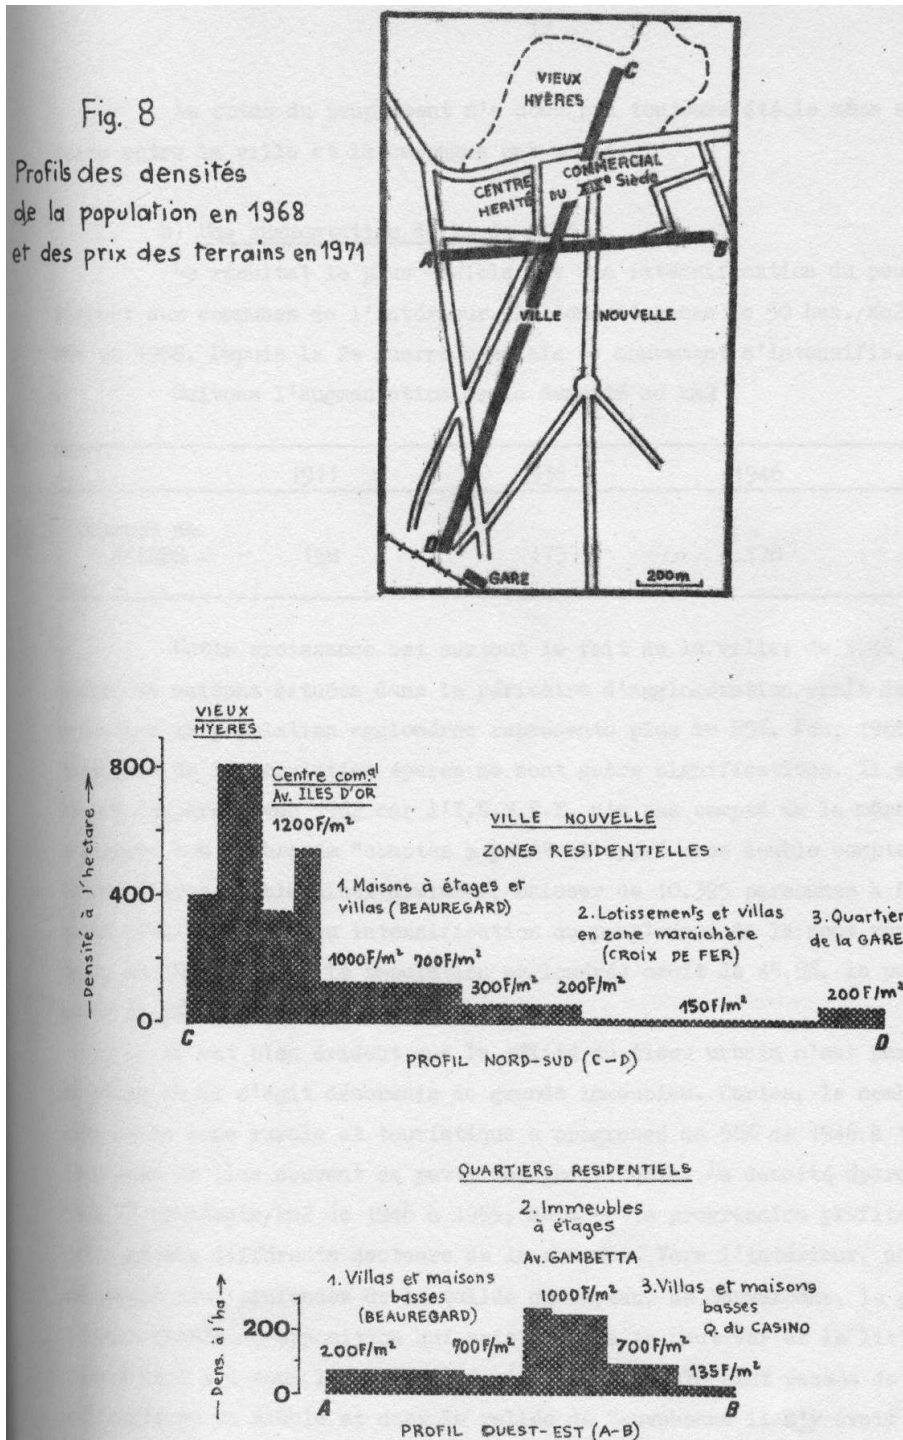 Fig. 8
Profils des densités
de la population en 1968
et des prix des terrains en 1971
VIEUX
HYÈRES
C
CENTRE COMMERCIAL
HERITÉ DU XIXe Siècle
A
B
VILLE NOUVELLE
D
GARE
200m
VIEUX
HYERES
Centre com.al
Av. ILES D'OR
1200F/m²
VILLE NOUVELLE
ZONES RESIDENTIELLES
1. Maisons à étages et
villas (BEAUREGARD)
2. Lotissements et villas
en zone maraichère
(CROIX DE FER)
3. Quartier
de la GARE
1000F/m² 700F/m²
300F/m² 200F/m²
150F/m²
200F/m²
Densité à l'hectare
800
400
0
C
D
PROFIL NORD-SUD (C-D)
QUARTIERS RESIDENTIELS
2. Immeubles
à étages
Av. GAMBETTA
1. Villas et maisons
basses
(BEAUREGARD)
1000F/m²
3. Villas et maisons
basses
Q. du CASINO
200F/m²
700F/m²
700F/m²
135F/m²
Dens. à l'ha
200
0
A
B
PROFIL OUEST-EST (A-B)